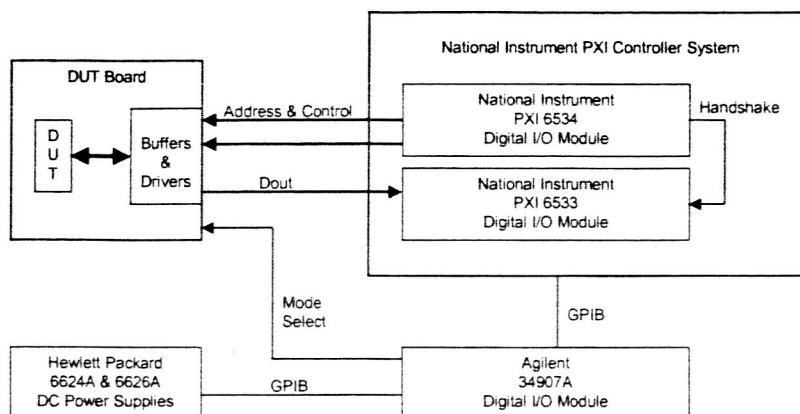 National Instrument PXI Controller System
DUT Board
National Instrument
PXI 6534
Digital I/O Module
Address & Control
Handshake
D
U
T
Buffers
&
Drivers
Dout
National Instrument
PXI 6533
Digital I/O Module
Mode
Select
GPIB
Hewlett Packard
6624A & 6626A
DC Power Supplies
GPIB
Agilent
34907A
Digital I/O Module